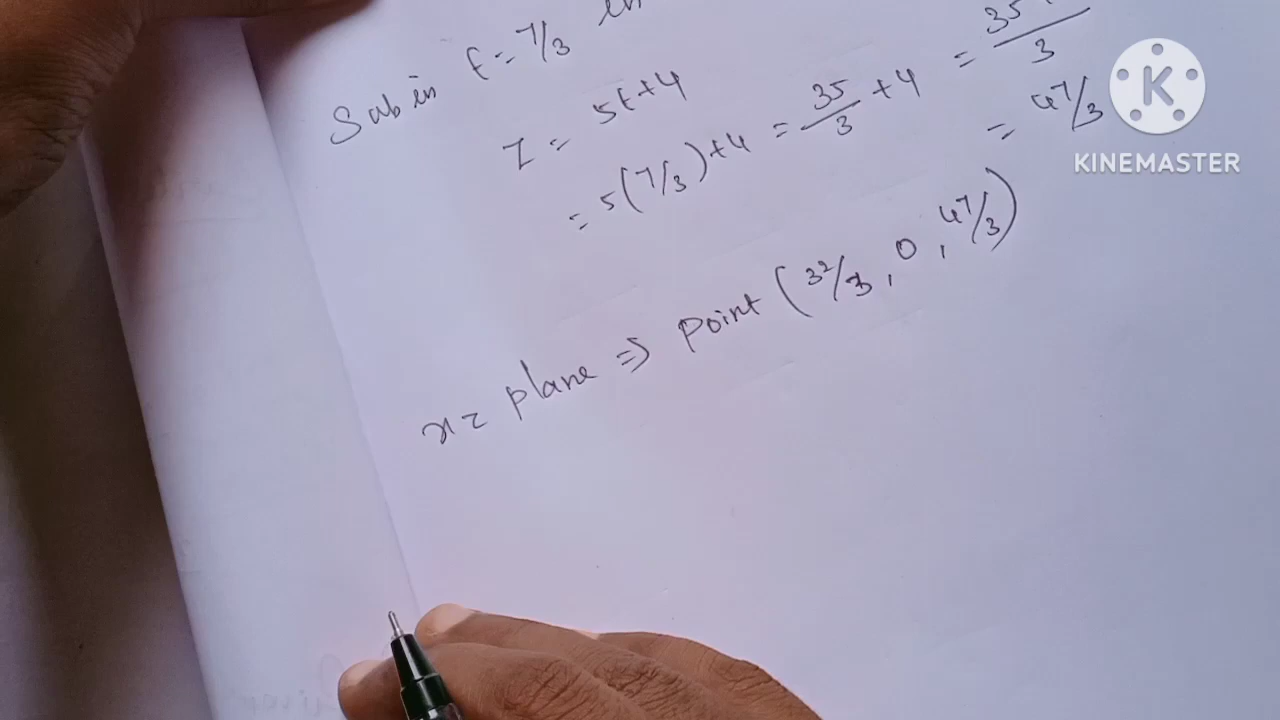 Sub in t = 7/3 in
z = 5t+4
= 5(7/3)+4 = 35/3 + 4 = 35+
/3
= 47/3
xz plane => point (32/3, 0, 47/3)
KINEMASTER